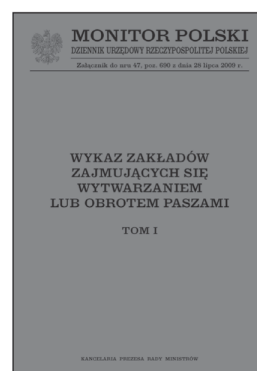 MONITOR POLSKI
DZIENNIK URZĘDOWY RZECZYPOSPOLITEJ POLSKIEJ
Załącznik do nru 47, poz. 690 z dnia 28 lipca 2009 r.
WYKAZ ZAKŁADÓW
ZAJMUJĄCYCH SIĘ
WYTWARZANIEM
LUB OBROTEM PASZAMI
TOM I
KANCELARIA PREZESA RADY MINISTRÓW